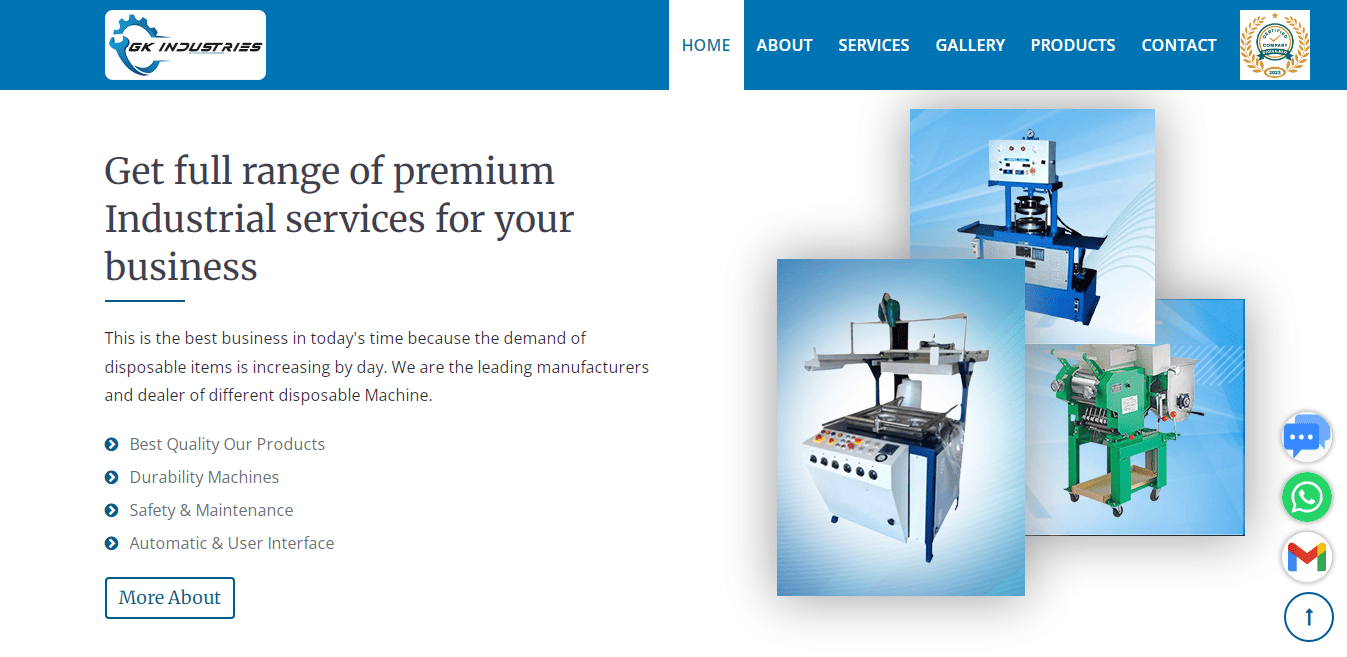 GK INDUSTRIES
HOME
ABOUT
SERVICES
GALLERY
PRODUCTS
CONTACT
CERTIFIED
COMPANY
2023
Get full range of premium
Industrial services for your
business
This is the best business in today's time because the demand of
disposable items is increasing by day. We are the leading manufacturers
and dealer of different disposable Machine.
Best Quality Our Products
Durability Machines
Safety & Maintenance
Automatic & User Interface
More About